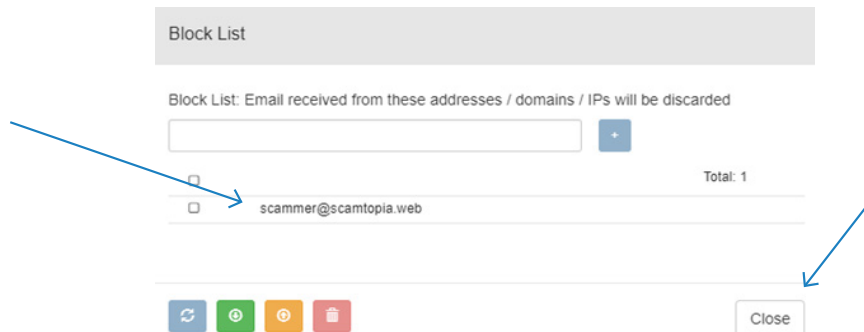 Block List
Block List: Email received from these addresses / domains / IPs will be discarded
+
Total: 1
scammer@scamtopia.web
Close